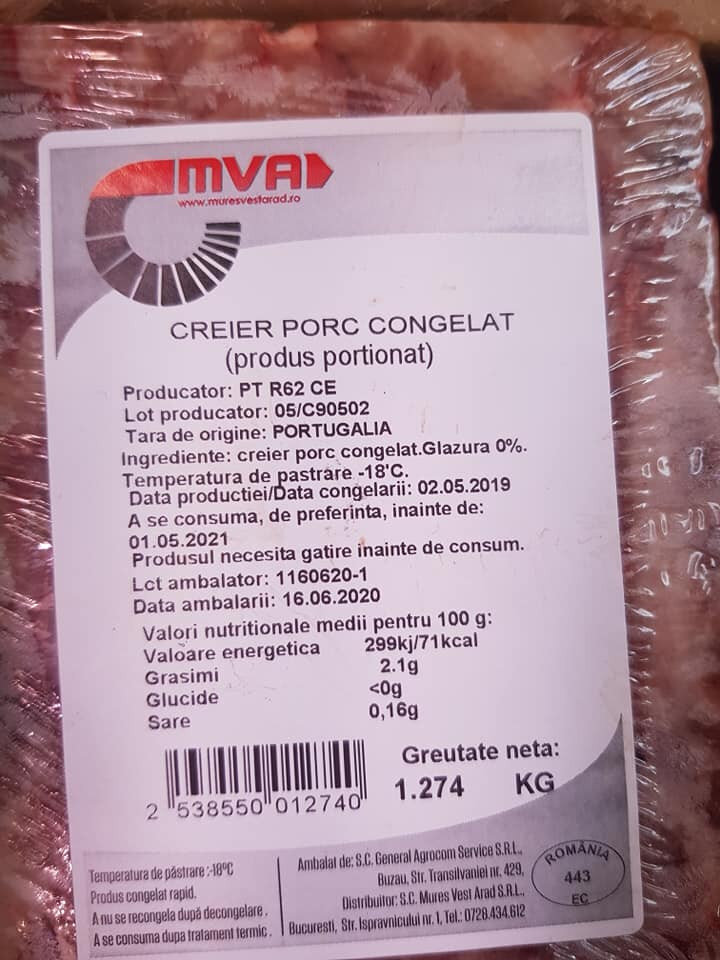 MVA
www.muresvestarad.ro
CREIER PORC CONGELAT
(produs portionat)
Producator: PT R62 CE
Lot producator: 05/C90502
Tara de origine: PORTUGALIA
Ingrediente: creier porc congelat.Glazura 0%.
Temperatura de pastrare -18'C.
Data productiei/Data congelarii: 02.05.2019
A se consuma, de preferinta, inainte de:
01.05.2021
Produsul necesita gatire inainte de consum.
Lct ambalator: 1160620-1
Data ambalarii: 16.06.2020
Valori nutritionale medii pentru 100 g:
Valoare energetica 299kj/71kcal
Grasimi 2.1g
Glucide <0g
Sare 0,16g
Greutate neta:
1.274 KG
2 538550 012740
Temperatura de păstrare :-18ºC
Produs congelat rapid.
A nu se recongela după decongelare.
A se consuma dupa tratament termic.
Ambalat de: S.C. General Agrocom Service S.R.L.,
Buzau, Str. Transilvaniei nr. 429,
Distribuitor: S.C. Mures Vest Arad S.R.L.,
Bucuresti, Str. Ispravnicului nr. 1, Tel.: 0728.434.612
ROMÂNIA
443
EC